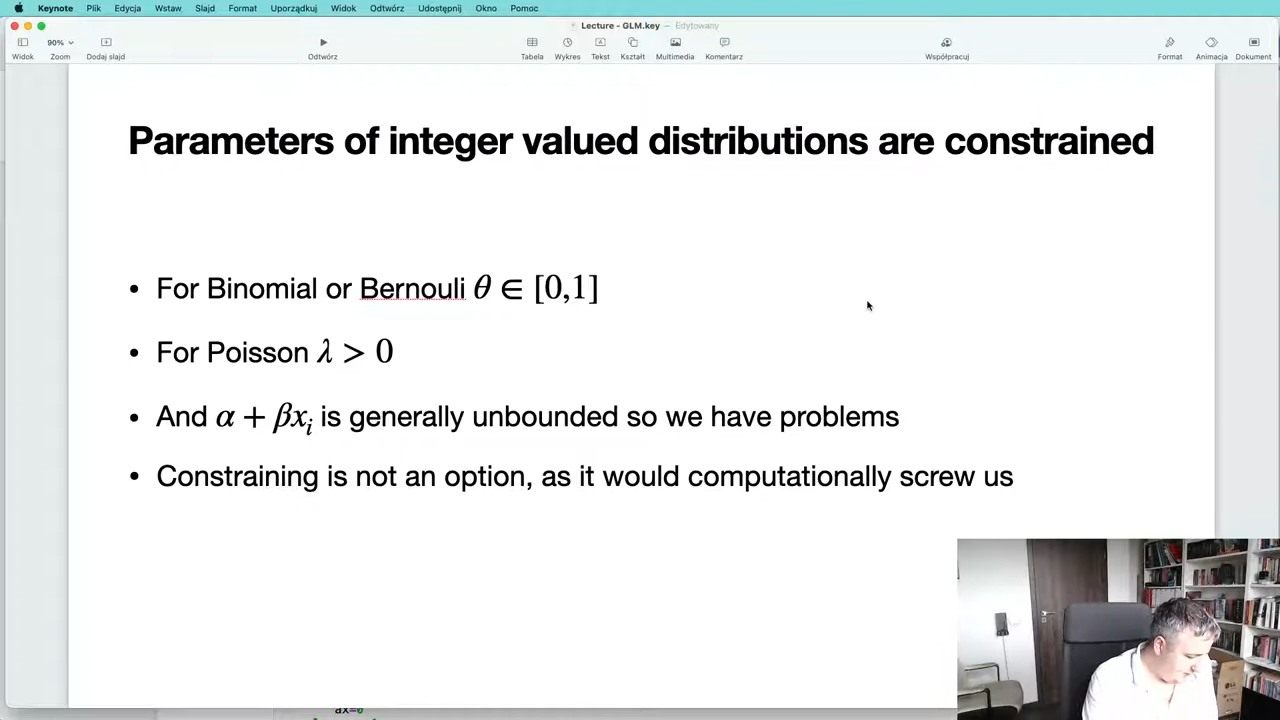 Keynote Plik Edycja Wstaw Slajd Format Uporządkuj Widok Odtwórz Udostępnij Okno Pomoc
Lecture - GLM.key — Edytowany
90%
Widok Zoom Dodaj slajd Odtwórz Tabela Wykres Tekst Kształt Multimedia Komentarz Współpracuj Format Animacja Dokument
Parameters of integer valued distributions are constrained
• For Binomial or Bernouli θ ∈ [0,1]
• For Poisson λ > 0
• And α + βxᵢ is generally unbounded so we have problems
• Constraining is not an option, as it would computationally screw us